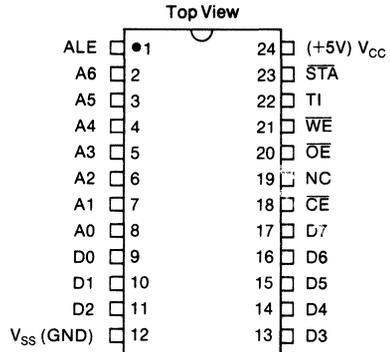 Top View
ALE 1 24 (+5V) VCC
A6 2 23 STA
A5 3 22 TI
A4 4 21 WE
A3 5 20 OE
A2 6 19 NC
A1 7 18 CE
A0 8 17 D7
D0 9 16 D6
D1 10 15 D5
D2 11 14 D4
VSS (GND) 12 13 D3